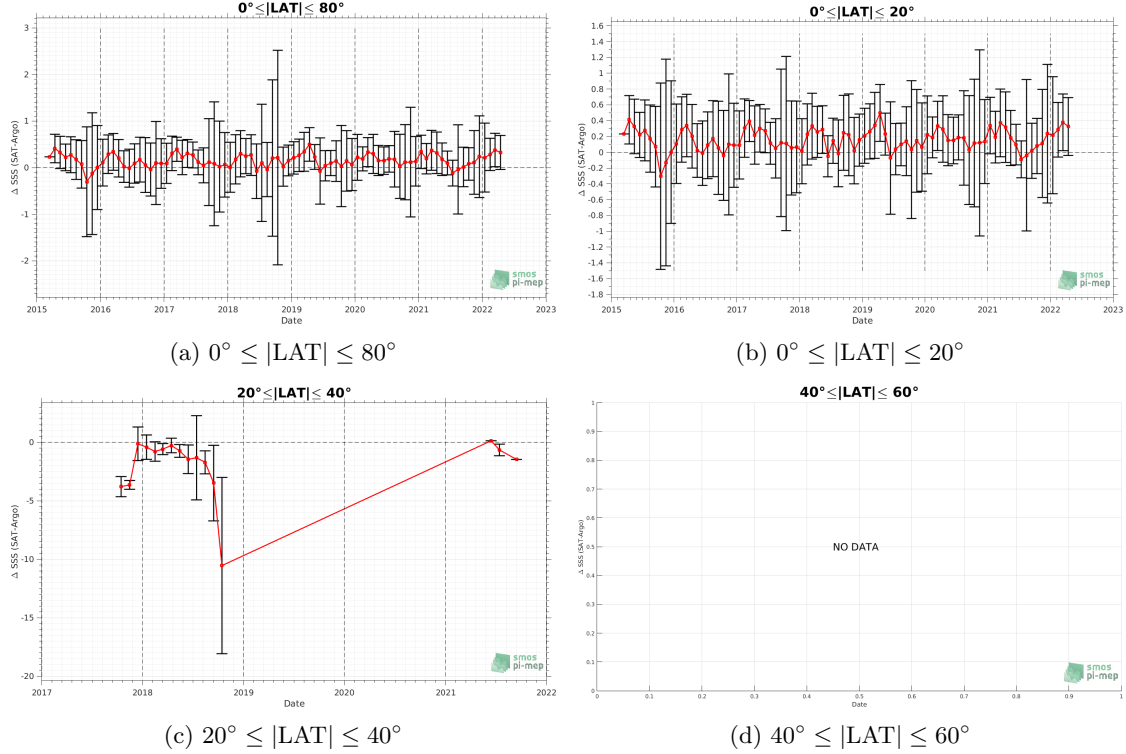 0°≤|LAT|≤ 80°
Δ SSS (SAT-Argo)
3
2
1
0
-1
-2
2015 2016 2017 2018 2019 2020 2021 2022 2023
Date
smos
pi-mep
(a) 0° ≤ |LAT| ≤ 80°
0°≤|LAT|≤ 20°
Δ SSS (SAT-Argo)
1.6
1.4
1.2
1
0.8
0.6
0.4
0.2
0
-0.2
-0.4
-0.6
-0.8
-1
-1.2
-1.4
-1.6
-1.8
2015 2016 2017 2018 2019 2020 2021 2022 2023
Date
smos
pi-mep
(b) 0° ≤ |LAT| ≤ 20°
20°≤|LAT|≤ 40°
Δ SSS (SAT-Argo)
0
-5
-10
-15
-20
2017 2018 2019 2020 2021 2022
Date
smos
pi-mep
(c) 20° ≤ |LAT| ≤ 40°
40°≤|LAT|≤ 60°
Δ SSS (SAT-Argo)
1
0.9
0.8
0.7
0.6
0.5
0.4
0.3
0.2
0.1
0
NO DATA
0 0.1 0.2 0.3 0.4 0.5 0.6 0.7 0.8 0.9 1
Date
smos
pi-mep
(d) 40° ≤ |LAT| ≤ 60°